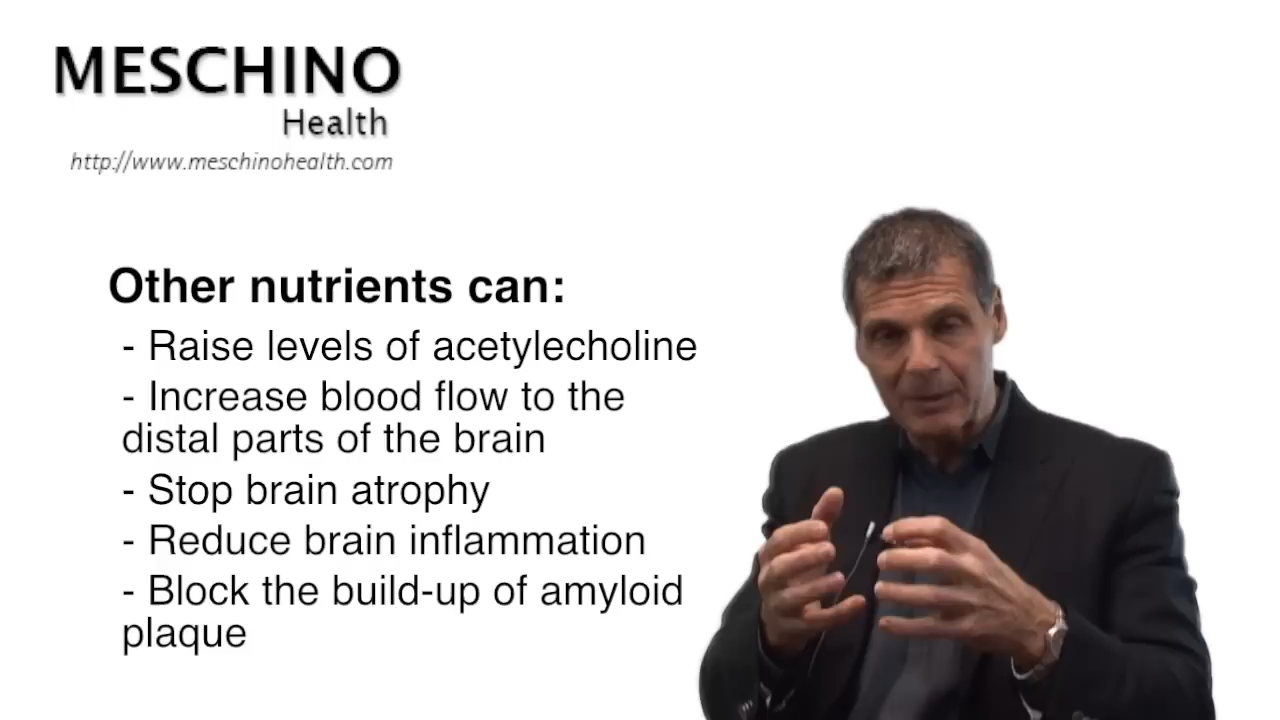 MESCHINO
Health
http://www.meschinohealth.com
Other nutrients can:
- Raise levels of acetylecholine
- Increase blood flow to the
distal parts of the brain
- Stop brain atrophy
- Reduce brain inflammation
- Block the build-up of amyloid
plaque